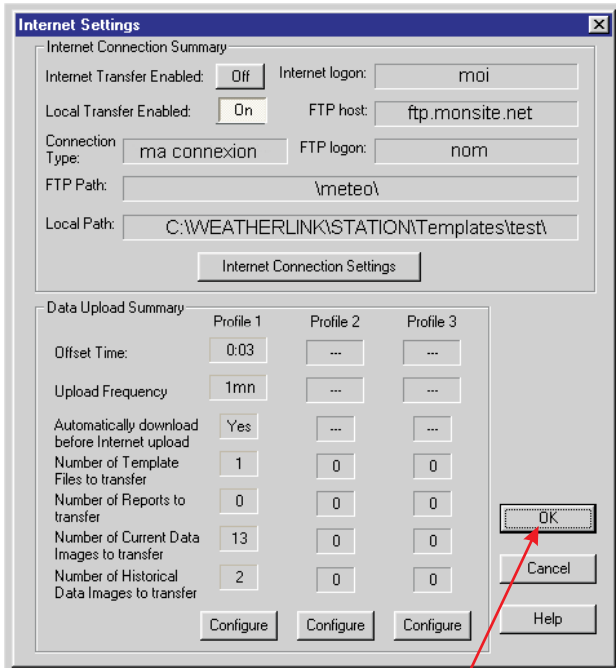 Internet Settings
Internet Connection Summary
Internet Transfer Enabled: Off Internet logon: moi
Local Transfer Enabled: On FTP host: ftp.monsite.net
Connection Type: ma connexion FTP logon: nom
FTP Path: \meteo\
Local Path: C:\WEATHERLINK\STATION\Templates\test\
Internet Connection Settings
Data Upload Summary
Profile 1 Profile 2 Profile 3
Offset Time: 0:03 --- ---
Upload Frequency 1mn --- ---
Automatically download
before Internet upload Yes --- ---
Number of Template
Files to transfer 1 0 0
Number of Reports to
transfer 0 0 0
Number of Current Data
Images to transfer 13 0 0
Number of Historical
Data Images to transfer 2 0 0
Configure Configure Configure
OK
Cancel
Help